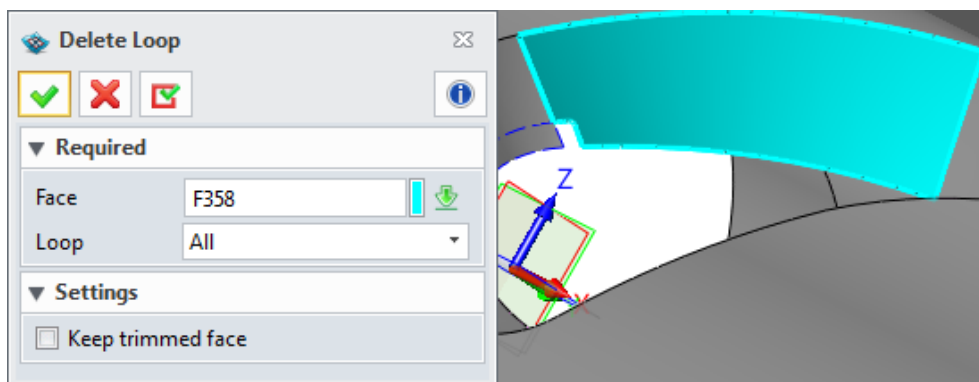 Delete Loop
Required
Face F358
Loop All
Settings
Keep trimmed face
Z
X